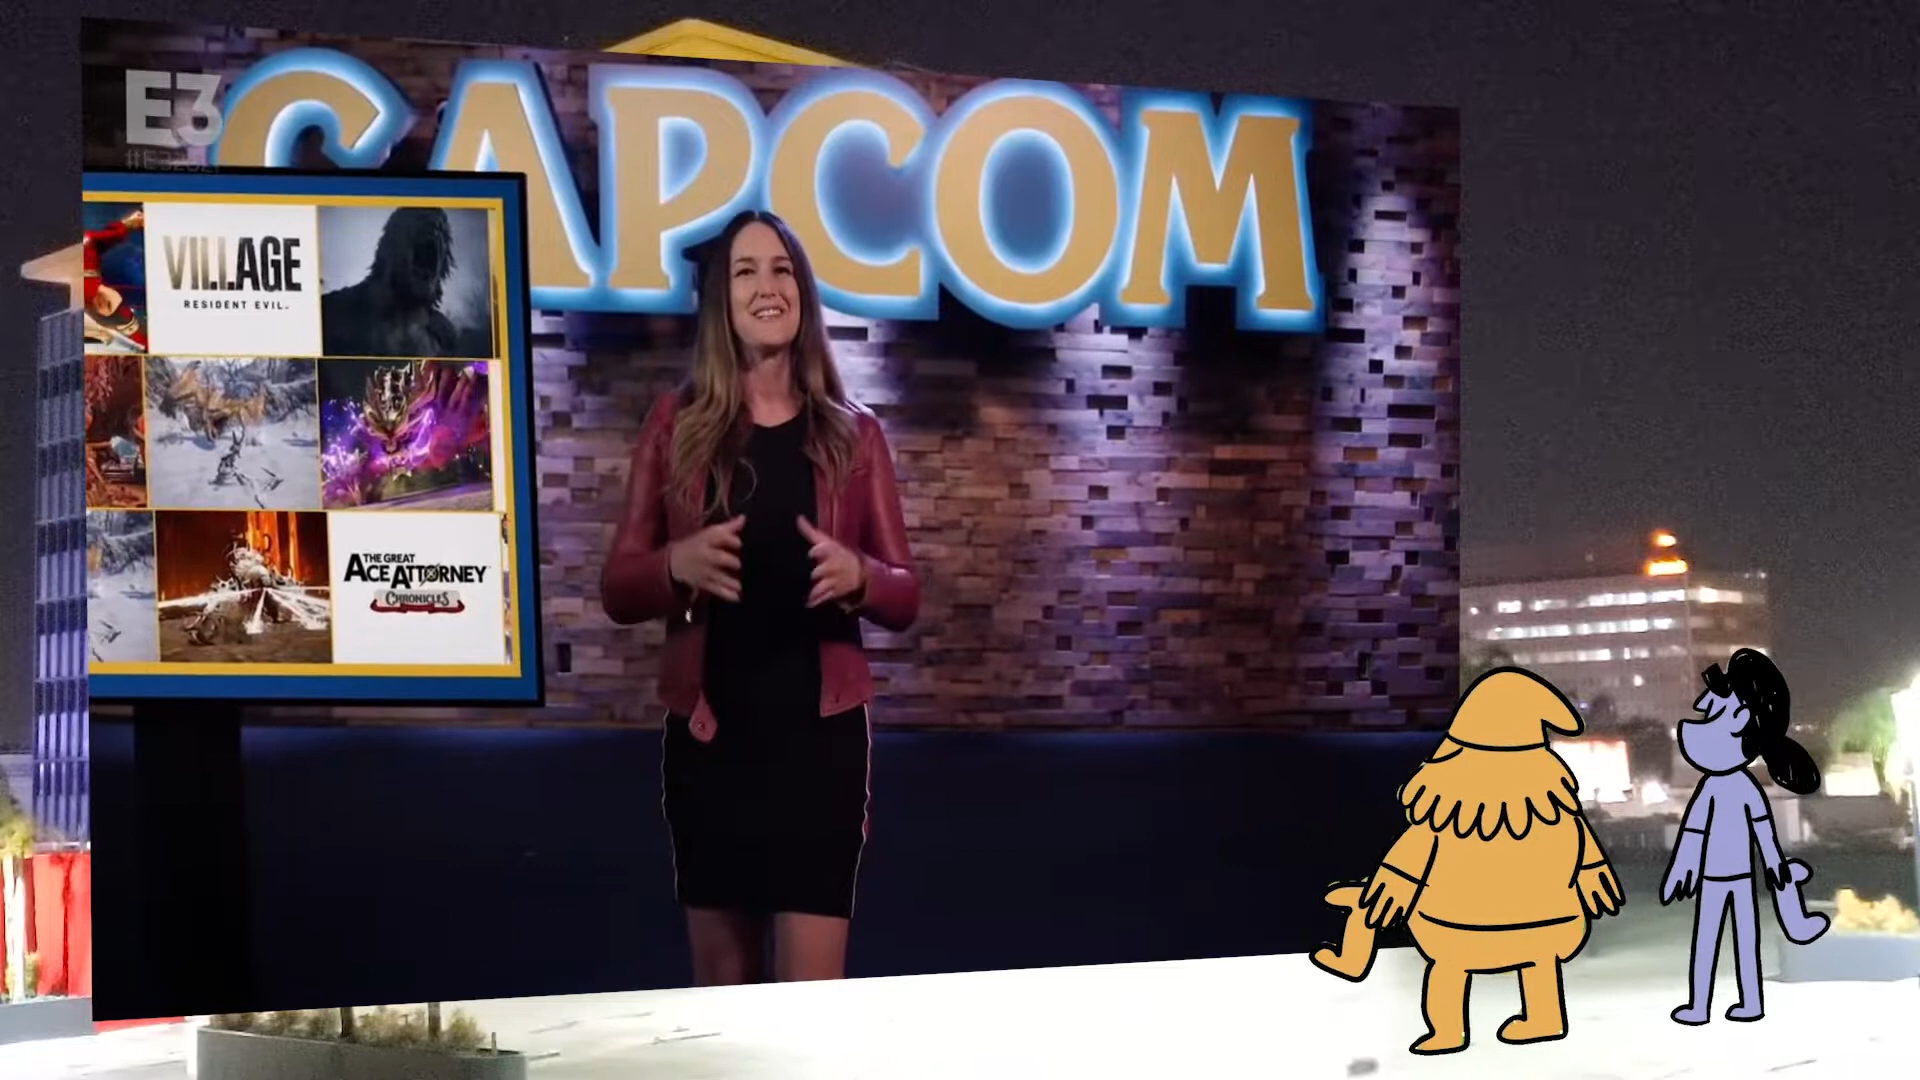 E3
CAPCOM
VILLAGE
RESIDENT EVIL.
THE GREAT
ACE ATTORNEY
CHRONICLES